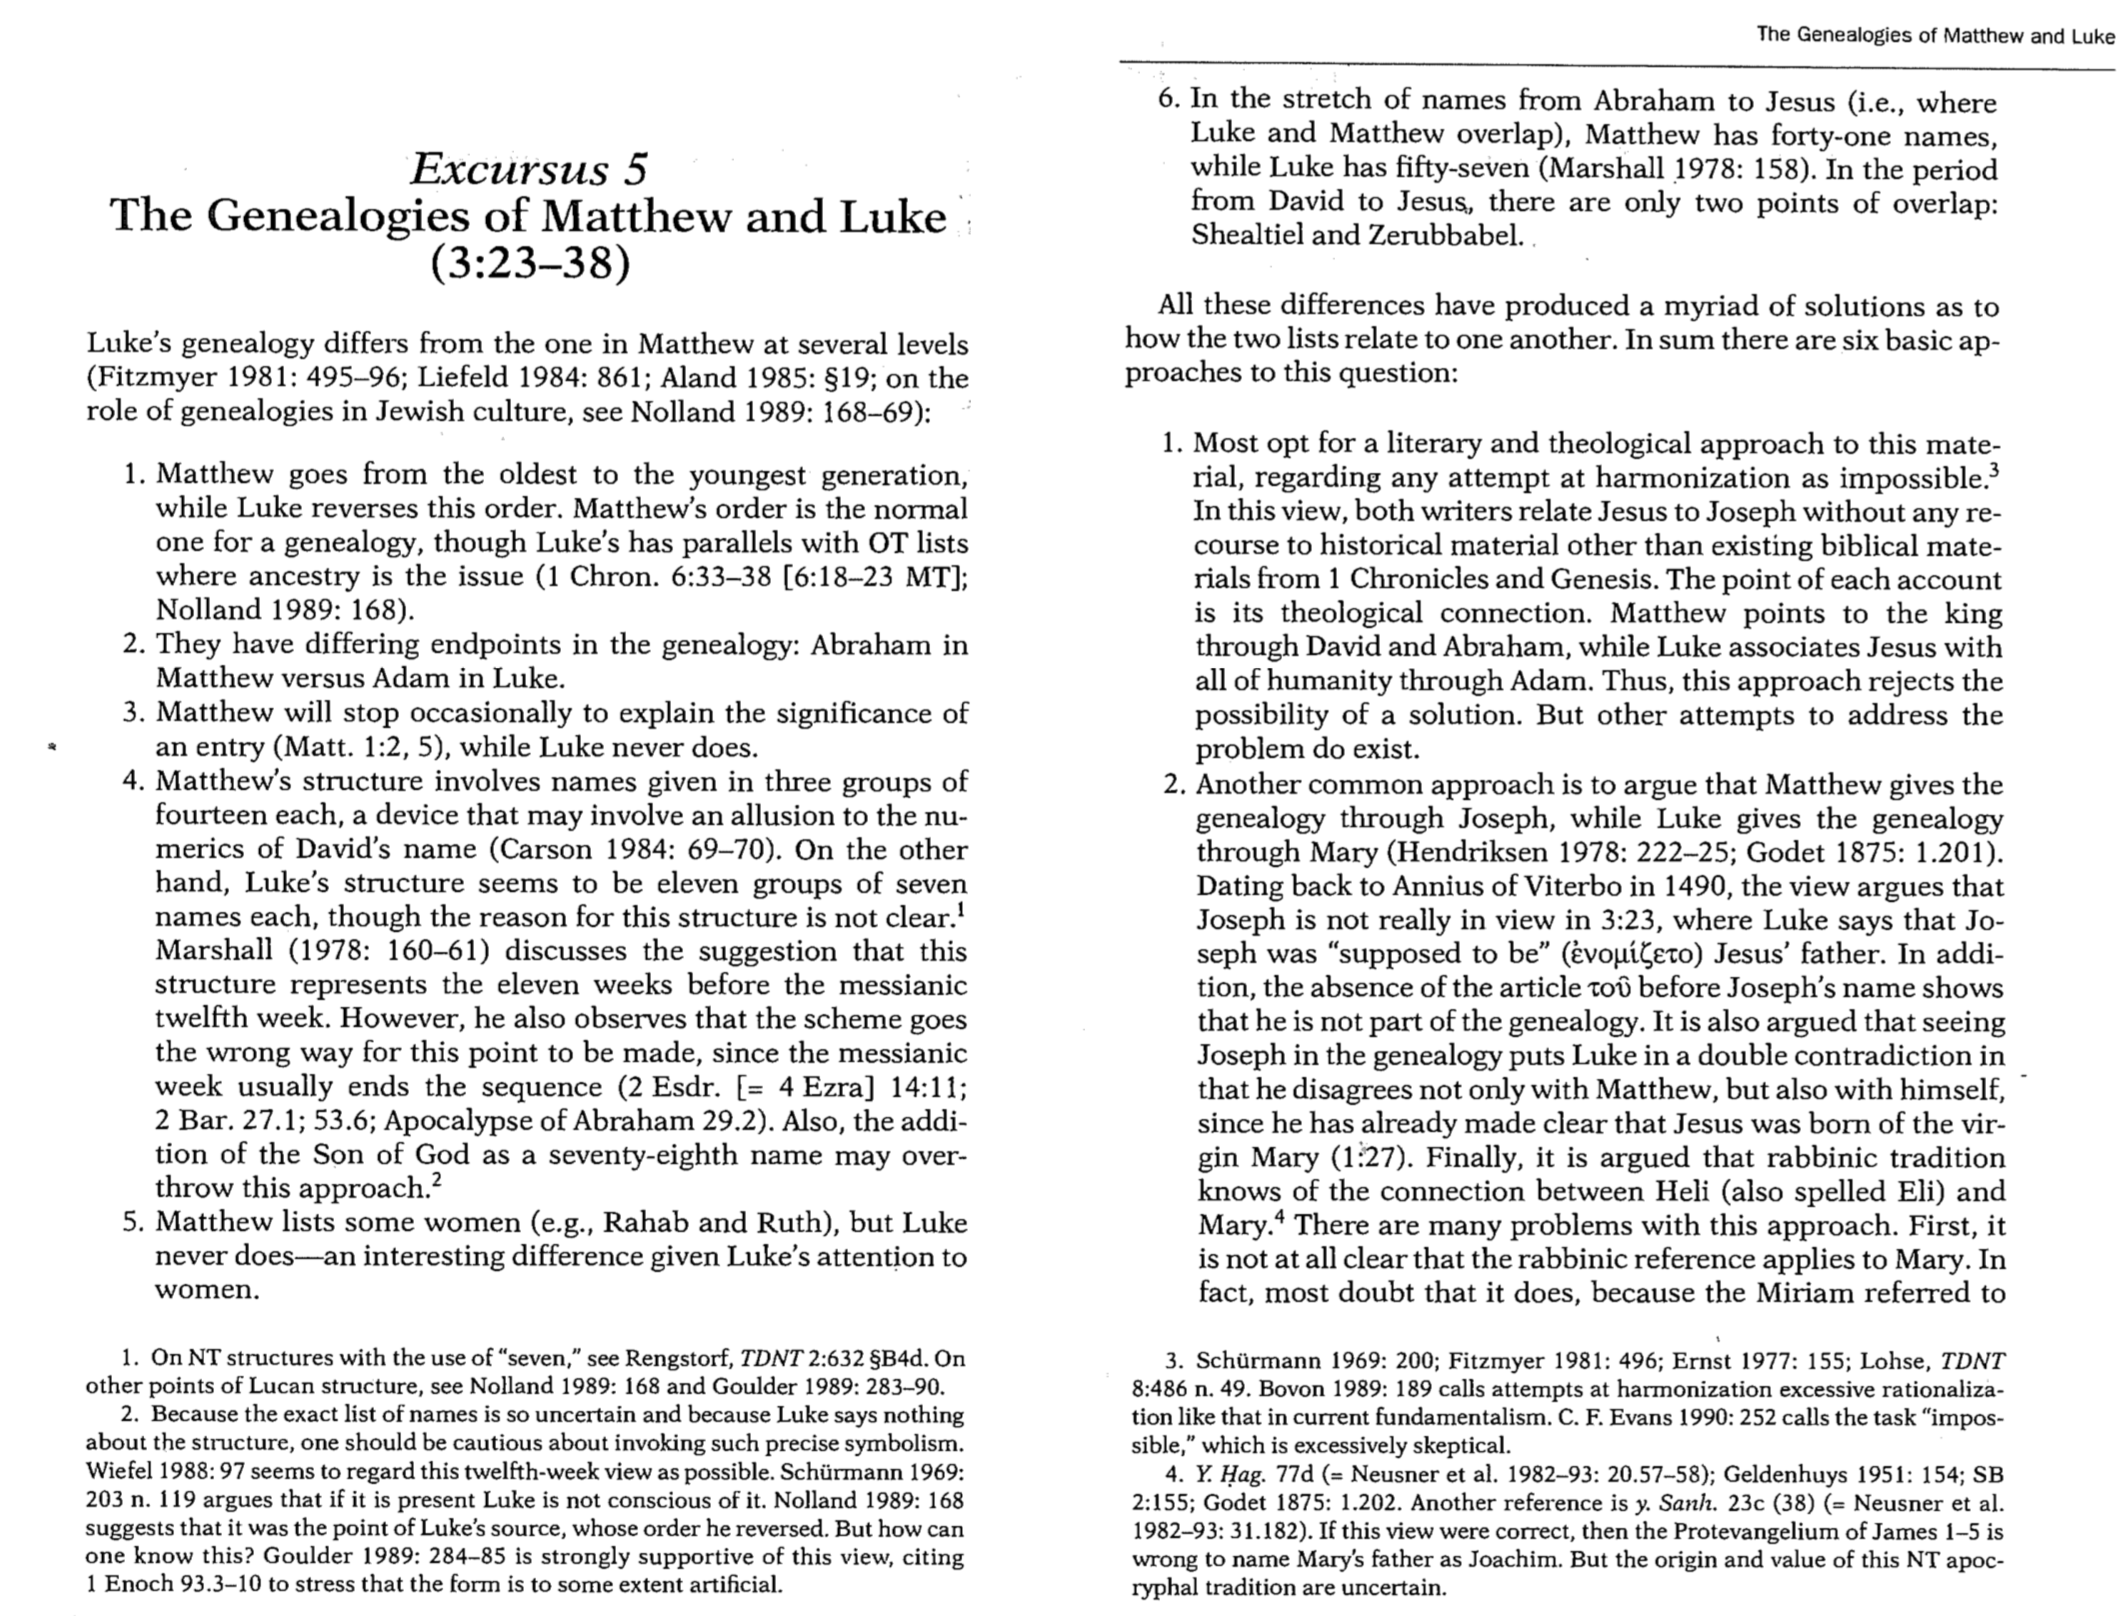 Excursus 5
The Genealogies of Matthew and Luke
(3:23–38)
Luke's genealogy differs from the one in Matthew at several levels
(Fitzmyer 1981: 495–96; Liefeld 1984: 861; Aland 1985: §19; on the
role of genealogies in Jewish culture, see Nolland 1989: 168–69):
1. Matthew goes from the oldest to the youngest generation,
while Luke reverses this order. Matthew's order is the normal
one for a genealogy, though Luke's has parallels with OT lists
where ancestry is the issue (1 Chron. 6:33–38 [6:18–23 MT];
Nolland 1989: 168).
2. They have differing endpoints in the genealogy: Abraham in
Matthew versus Adam in Luke.
3. Matthew will stop occasionally to explain the significance of
an entry (Matt. 1:2, 5), while Luke never does.
4. Matthew's structure involves names given in three groups of
fourteen each, a device that may involve an allusion to the nu-
merics of David's name (Carson 1984: 69–70). On the other
hand, Luke's structure seems to be eleven groups of seven
names each, though the reason for this structure is not clear.1
Marshall (1978: 160–61) discusses the suggestion that this
structure represents the eleven weeks before the messianic
twelfth week. However, he also observes that the scheme goes
the wrong way for this point to be made, since the messianic
week usually ends the sequence (2 Esdr. [= 4 Ezra] 14:11;
2 Bar. 27.1; 53.6; Apocalypse of Abraham 29.2). Also, the addi-
tion of the Son of God as a seventy-eighth name may over-
throw this approach.2
5. Matthew lists some women (e.g., Rahab and Ruth), but Luke
never does—an interesting difference given Luke's attention to
women.
1. On NT structures with the use of "seven," see Rengstorf, TDNT 2:632 §B4d. On
other points of Lucan structure, see Nolland 1989: 168 and Goulder 1989: 283–90.
2. Because the exact list of names is so uncertain and because Luke says nothing
about the structure, one should be cautious about invoking such precise symbolism.
Wiefel 1988: 97 seems to regard this twelfth-week view as possible. Schürmann 1969:
203 n. 119 argues that if it is present Luke is not conscious of it. Nolland 1989: 168
suggests that it was the point of Luke's source, whose order he reversed. But how can
one know this? Goulder 1989: 284–85 is strongly supportive of this view, citing
1 Enoch 93.3–10 to stress that the form is to some extent artificial.
The Genealogies of Matthew and Luke
6. In the stretch of names from Abraham to Jesus (i.e., where
Luke and Matthew overlap), Matthew has forty-one names,
while Luke has fifty-seven (Marshall 1978: 158). In the period
from David to Jesus, there are only two points of overlap:
Shealtiel and Zerubbabel.
All these differences have produced a myriad of solutions as to
how the two lists relate to one another. In sum there are six basic ap-
proaches to this question:
1. Most opt for a literary and theological approach to this mate-
rial, regarding any attempt at harmonization as impossible.3
In this view, both writers relate Jesus to Joseph without any re-
course to historical material other than existing biblical mate-
rials from 1 Chronicles and Genesis. The point of each account
is its theological connection. Matthew points to the king
through David and Abraham, while Luke associates Jesus with
all of humanity through Adam. Thus, this approach rejects the
possibility of a solution. But other attempts to address the
problem do exist.
2. Another common approach is to argue that Matthew gives the
genealogy through Joseph, while Luke gives the genealogy
through Mary (Hendriksen 1978: 222–25; Godet 1875: 1.201).
Dating back to Annius of Viterbo in 1490, the view argues that
Joseph is not really in view in 3:23, where Luke says that Jo-
seph was "supposed to be" (ἐνομίζετο) Jesus' father. In addi-
tion, the absence of the article τοῦ before Joseph's name shows
that he is not part of the genealogy. It is also argued that seeing
Joseph in the genealogy puts Luke in a double contradiction in
that he disagrees not only with Matthew, but also with himself,
since he has already made clear that Jesus was born of the vir-
gin Mary (1:27). Finally, it is argued that rabbinic tradition
knows of the connection between Heli (also spelled Eli) and
Mary.4 There are many problems with this approach. First, it
is not at all clear that the rabbinic reference applies to Mary. In
fact, most doubt that it does, because the Miriam referred to
3. Schürmann 1969: 200; Fitzmyer 1981: 496; Ernst 1977: 155; Lohse, TDNT
8:486 n. 49. Bovon 1989: 189 calls attempts at harmonization excessive rationaliza-
tion like that in current fundamentalism. C. F. Evans 1990: 252 calls the task "impos-
sible," which is excessively skeptical.
4. Y. Ḥag. 77d (= Neusner et al. 1982–93: 20.57–58); Geldenhuys 1951: 154; SB
2:155; Godet 1875: 1.202. Another reference is y. Sanh. 23c (38) (= Neusner et al.
1982–93: 31.182). If this view were correct, then the Protevangelium of James 1–5 is
wrong to name Mary's father as Joachim. But the origin and value of this NT apoc-
ryphal tradition are uncertain.